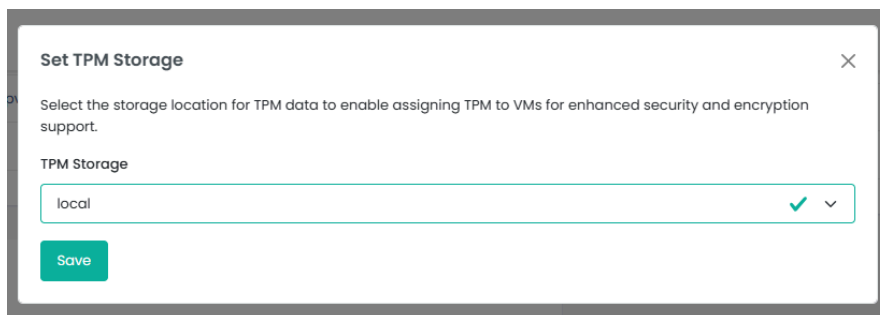 Set TPM Storage
Select the storage location for TPM data to enable assigning TPM to VMs for enhanced security and encryption
support.
TPM Storage
local
Save